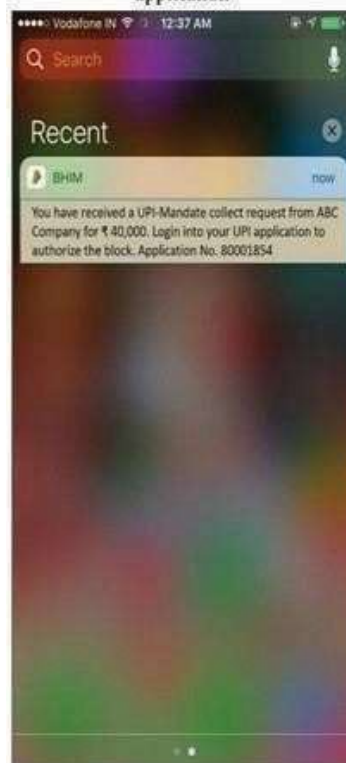 application
Vodafone IN 12:37 AM
Search
Recent
BHIM now
You have received a UPI-Mandate collect request from ABC
Company for ₹ 40,000. Login into your UPI application to
authorize the block. Application No. 80001854